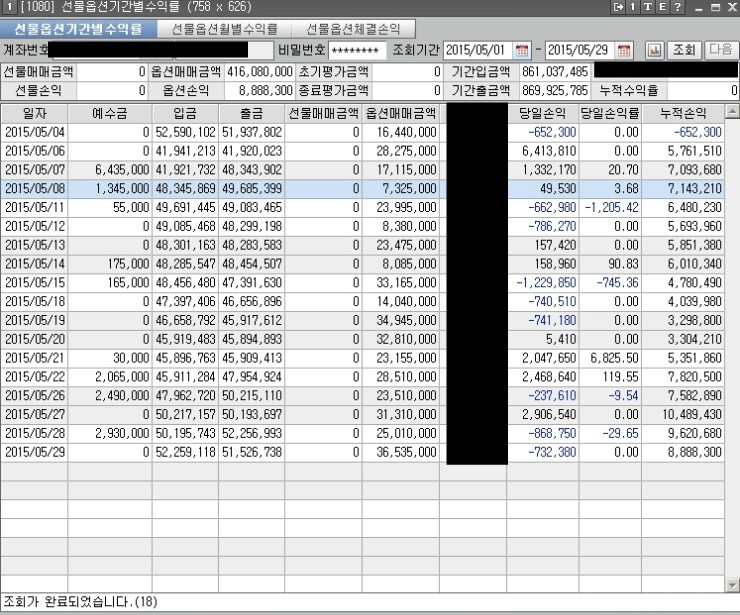 1 [1080] 선물옵션기간별수익률 (758 x 626) 1 T E ?
선물옵션기간별수익률 선물옵션월별수익률 선물옵션체결손익
계좌번호 비밀번호 ******** 조회기간 2015/05/01 - 2015/05/29 조회 다음
선물매매금액 0 옵션매매금액 416,080,000 초기평가금액 0 기간입금액 861,037,485
선물손익 0 옵션손익 8,888,300 종료평가금액 0 기간출금액 869,925,785 누적수익률 0
일자 예수금 입금 출금 선물매매금액 옵션매매금액 당일손익 당일손익률 누적손익
2015/05/04 0 52,590,102 51,937,802 0 16,440,000 -652,300 0.00 -652,300
2015/05/06 0 41,941,213 41,920,023 0 28,275,000 6,413,810 0.00 5,761,510
2015/05/07 6,435,000 41,921,732 48,343,902 0 17,115,000 1,332,170 20.70 7,093,680
2015/05/08 1,345,000 48,345,869 49,685,399 0 7,325,000 49,530 3.68 7,143,210
2015/05/11 55,000 49,691,445 49,083,465 0 23,995,000 -662,980 -1,205.42 6,480,230
2015/05/12 0 49,085,468 48,299,198 0 8,380,000 -786,270 0.00 5,693,960
2015/05/13 0 48,301,163 48,283,583 0 23,475,000 157,420 0.00 5,851,380
2015/05/14 175,000 48,285,547 48,454,507 0 8,085,000 158,960 90.83 6,010,340
2015/05/15 165,000 48,456,480 47,391,630 0 33,165,000 -1,229,850 -745.36 4,780,490
2015/05/18 0 47,397,406 46,656,896 0 14,040,000 -740,510 0.00 4,039,980
2015/05/19 0 46,658,792 45,917,612 0 34,945,000 -741,180 0.00 3,298,800
2015/05/20 0 45,919,483 45,894,893 0 32,810,000 5,410 0.00 3,304,210
2015/05/21 30,000 45,896,763 45,909,413 0 23,155,000 2,047,650 6,825.50 5,351,860
2015/05/22 2,065,000 45,911,284 47,954,924 0 28,510,000 2,468,640 119.55 7,820,500
2015/05/26 2,490,000 47,962,720 50,215,110 0 23,510,000 -237,610 -9.54 7,582,890
2015/05/27 0 50,217,157 50,193,697 0 31,310,000 2,906,540 0.00 10,489,430
2015/05/28 2,930,000 50,195,743 52,256,993 0 25,010,000 -868,750 -29.65 9,620,680
2015/05/29 0 52,259,118 51,526,738 0 36,535,000 -732,380 0.00 8,888,300
조회가 완료되었습니다.(18)